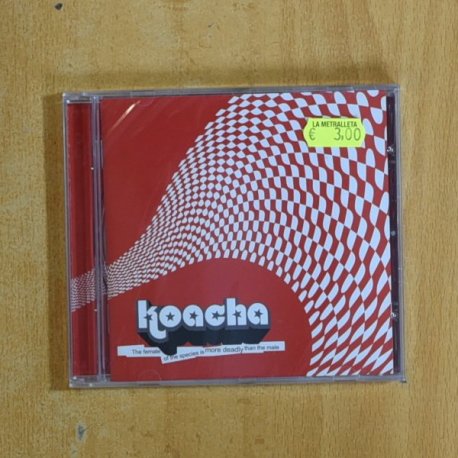 LA METRALLETA
€ 3,00
koacha
The female
of the species is more deadly than the male